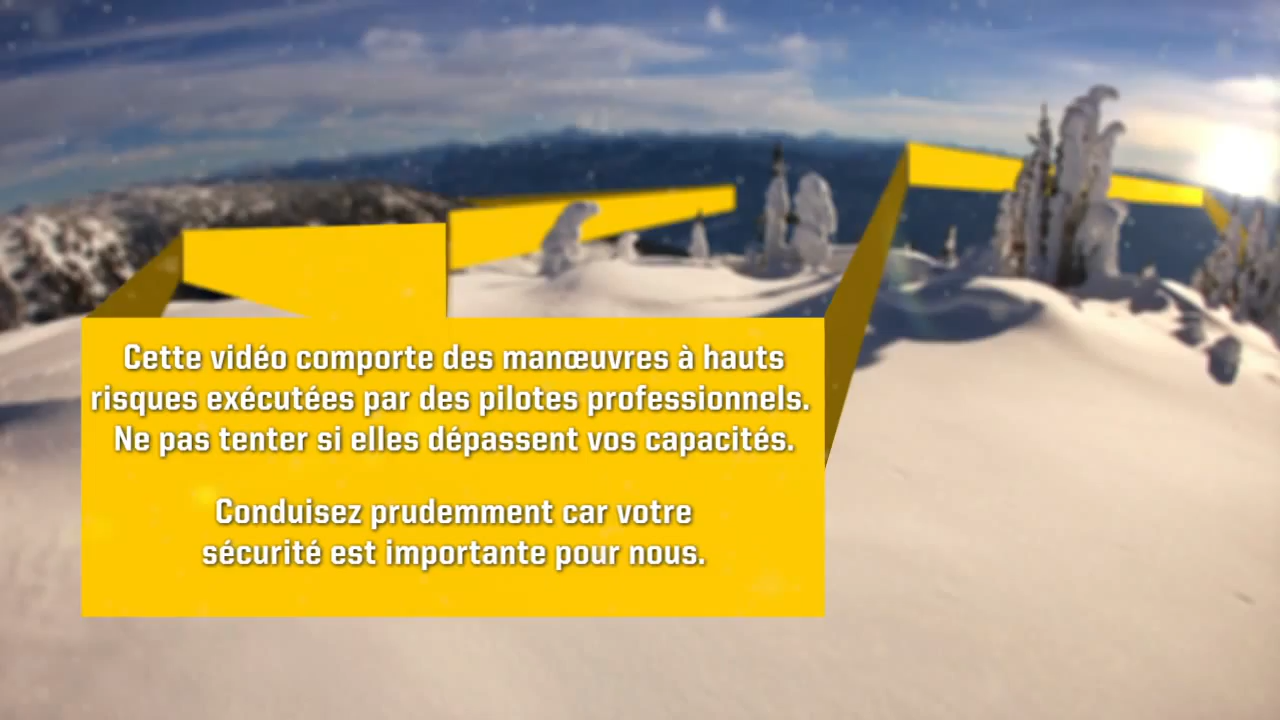 Cette vidéo comporte des manœuvres à hauts
risques exécutées par des pilotes professionnels.
Ne pas tenter si elles dépassent vos capacités.
Conduisez prudemment car votre
sécurité est importante pour nous.